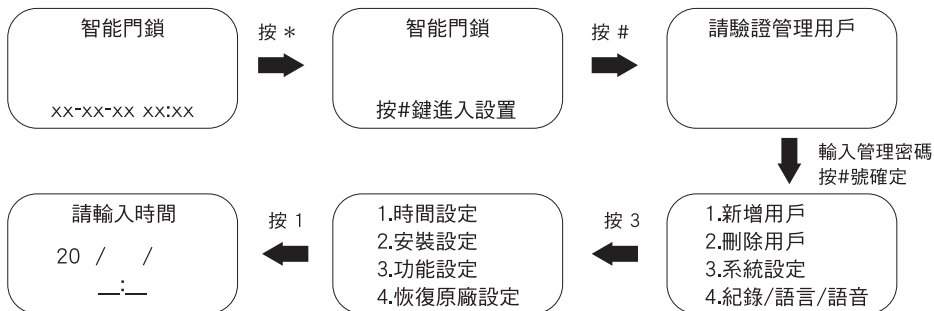 智能門鎖
xx-xx-xx xx:xx
按 *
智能門鎖
按#鍵進入設置
按 #
請驗證管理用戶
輸入管理密碼
按#號確定
1.新增用戶
2.刪除用戶
3.系統設定
4.紀錄/語言/語音
按 3
1.時間設定
2.安裝設定
3.功能設定
4.恢復原廠設定
按 1
請輸入時間
20 / /
__:__